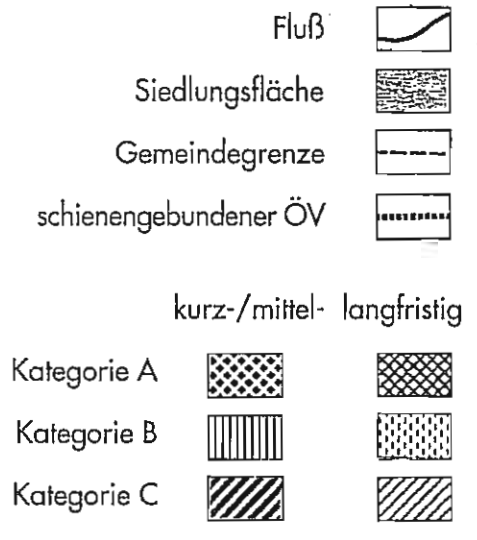 Fluß
Siedlungsfläche
Gemeindegrenze
schienengebundener ÖV
kurz-/mittel- langfristig
Kategorie A
Kategorie B
Kategorie C